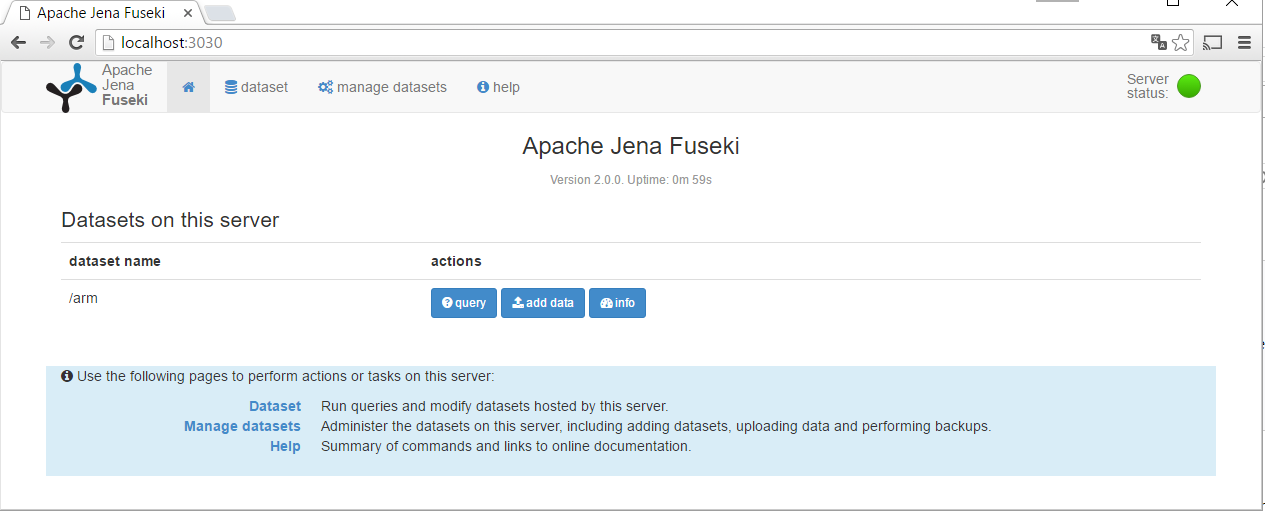 Apache Jena Fuseki
localhost:3030
Apache
Jena
Fuseki
dataset
manage datasets
help
Server
status:
Apache Jena Fuseki
Version 2.0.0. Uptime: 0m 59s
Datasets on this server
dataset name actions
/arm query add data info
Use the following pages to perform actions or tasks on this server:
Dataset Run queries and modify datasets hosted by this server.
Manage datasets Administer the datasets on this server, including adding datasets, uploading data and performing backups.
Help Summary of commands and links to online documentation.